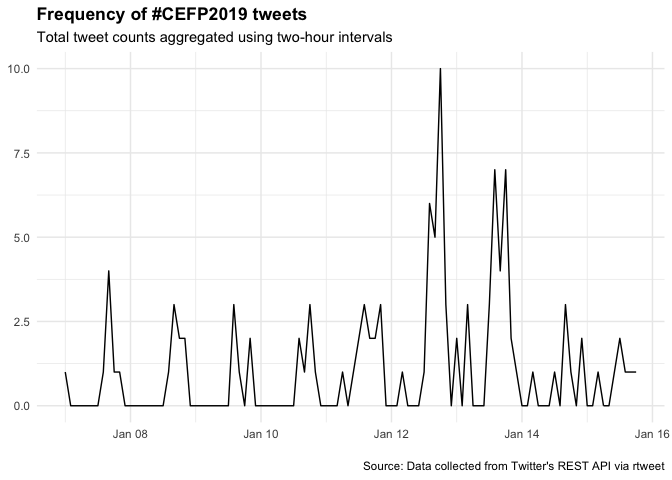 Frequency of #CEFP2019 tweets
Total tweet counts aggregated using two-hour intervals
10.0
7.5
5.0
2.5
0.0
Jan 08
Jan 10
Jan 12
Jan 14
Jan 16
Source: Data collected from Twitter's REST API via rtweet